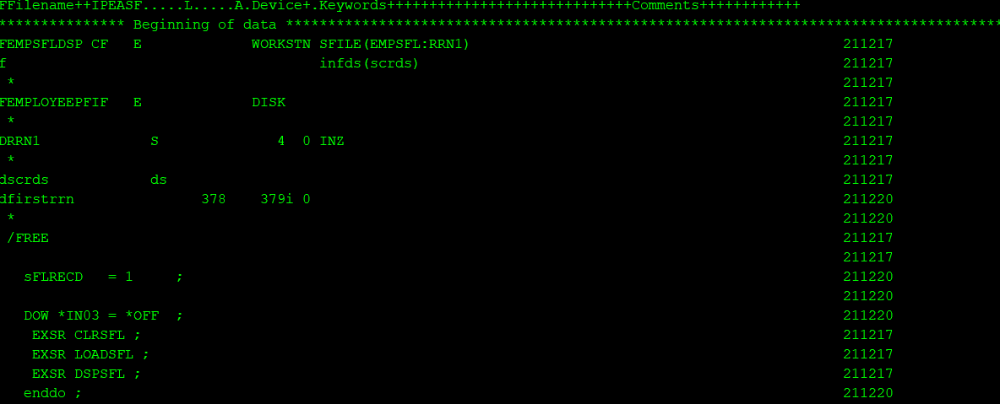 FFilename++IPEASF.....L.....A.Device+.Keywords+++++++++++++++++++++++++++++Comments++++++++++++
*************** Beginning of data *************************************************************************************
FEMPSFLDSP CF   E             WORKSTN SFILE(EMPSFL:RRN1)                                            211217
f                                     infds(scrds)                                                  211217
 *                                                                                                  211217
FEMPLOYEEPFIF   E             DISK                                                                  211217
 *                                                                                                  211217
DRRN1             S              4  0 INZ                                                           211217
 *                                                                                                  211217
dscrds            ds                                                                                211217
dfirstrrn               378    379i 0                                                               211220
 *                                                                                                  211220
 /FREE                                                                                              211217
                                                                                                    211217
   sFLRECD   = 1     ;                                                                              211220
                                                                                                    211220
   DOW *IN03 = *OFF  ;                                                                              211220
    EXSR CLRSFL ;                                                                                   211217
    EXSR LOADSFL ;                                                                                  211217
    EXSR DSPSFL ;                                                                                   211217
   enddo ;                                                                                          211220